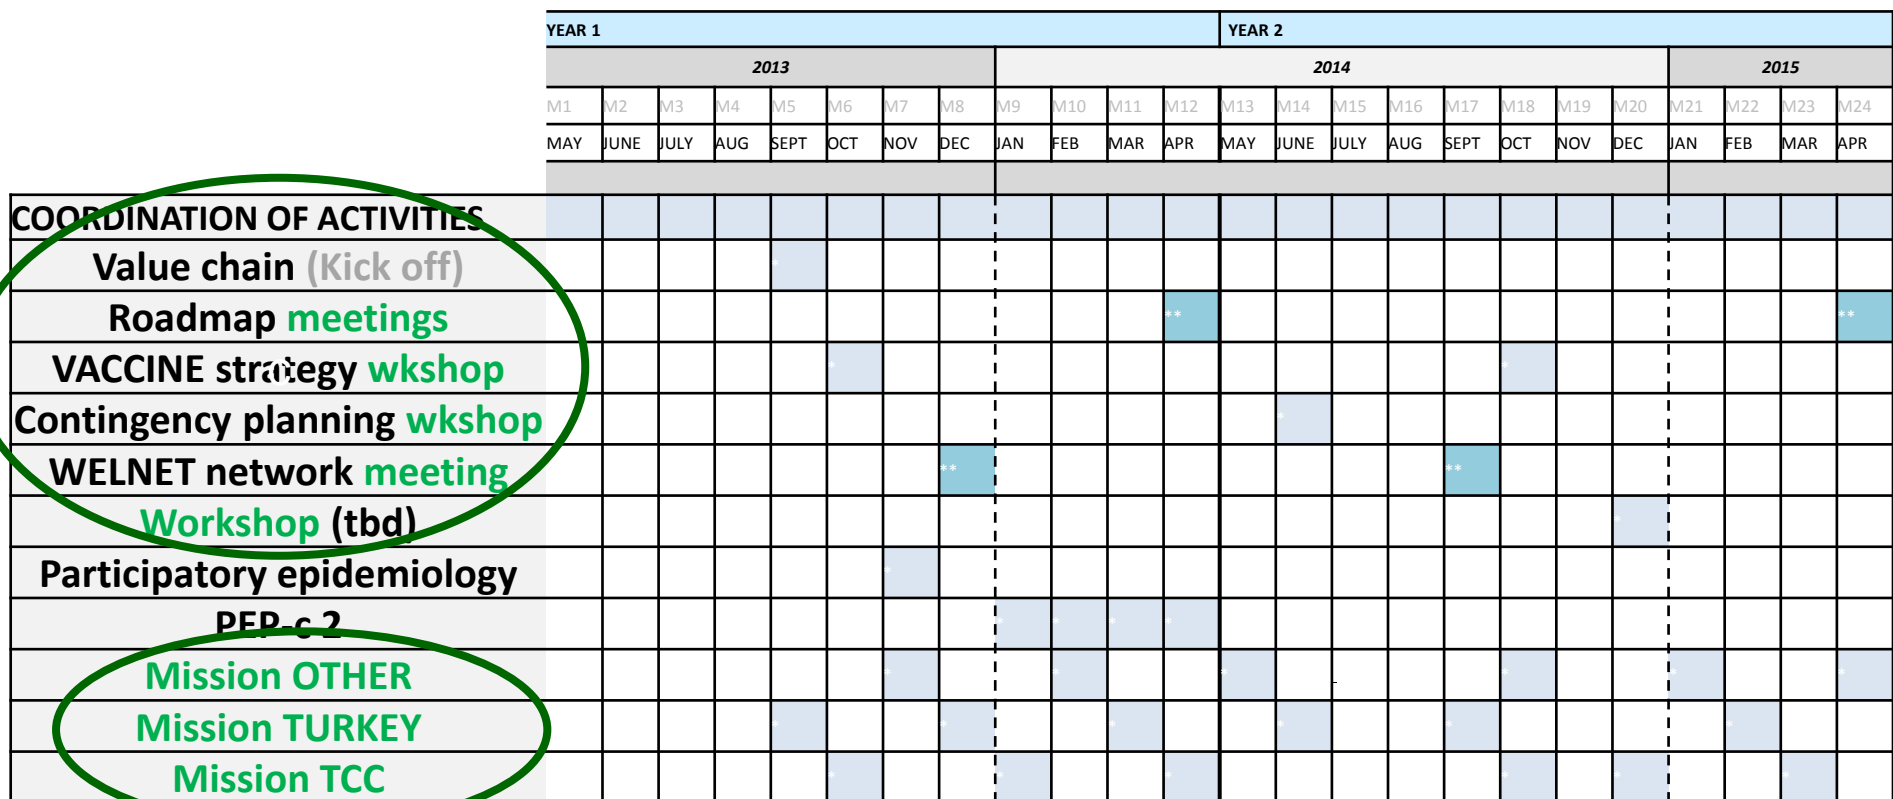 YEAR 1 YEAR 2
2013 2014 2015
M1 M2 M3 M4 M5 M6 M7 M8 M9 M10 M11 M12 M13 M14 M15 M16 M17 M18 M19 M20 M21 M22 M23 M24
MAY JUNE JULY AUG SEPT OCT NOV DEC JAN FEB MAR APR MAY JUNE JULY AUG SEPT OCT NOV DEC JAN FEB MAR APR
COORDINATION OF ACTIVITIES
Value chain (Kick off) *
Roadmap meetings ** **
VACCINE strategy wkshop * *
Contingency planning wkshop *
WELNET network meeting ** **
Workshop (tbd) *
Participatory epidemiology *
PEP-c 2 * * * *
Mission OTHER * * * - * * *
Mission TURKEY * * * * * *
Mission TCC * * * * * *